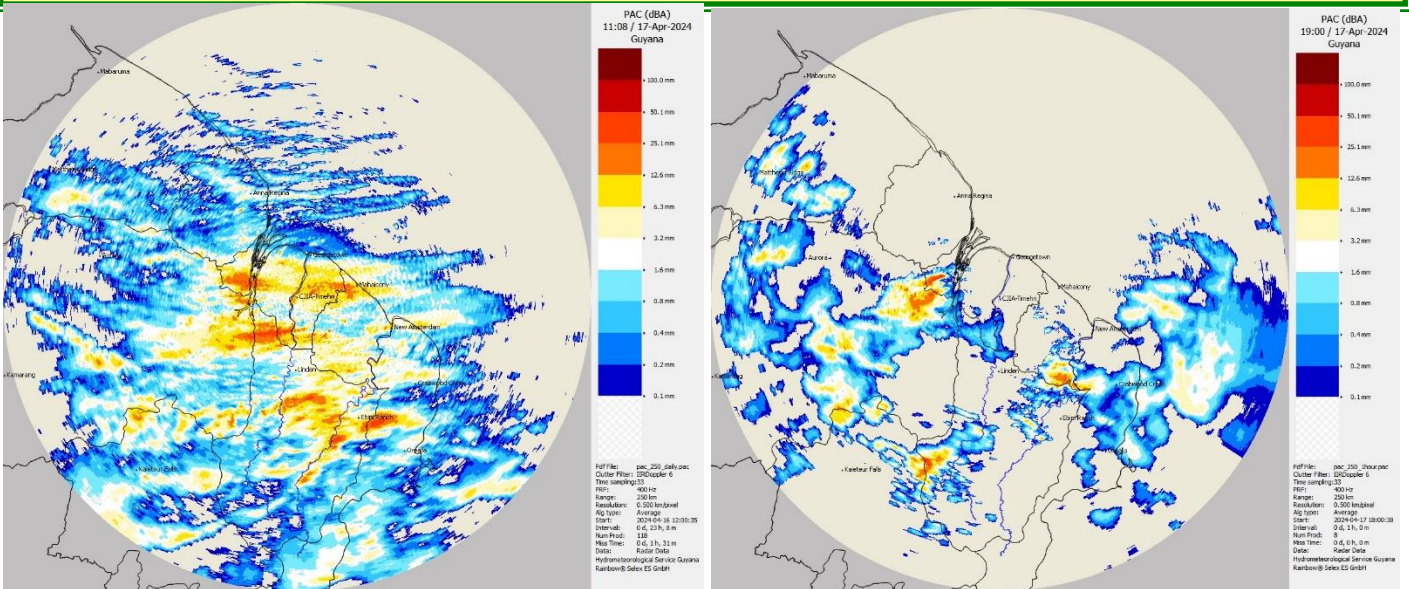 PAC (dBA)
11:08 / 17-Apr-2024
Guyana
100.0 mm
50.1 mm
25.1 mm
12.6 mm
6.3 mm
3.2 mm
1.6 mm
0.8 mm
0.4 mm
0.2 mm
0.1 mm
Pdf File: pac_250_daily.pac
Clutter Filter: IIRDoppler 6
Time sampling: 33
PRF: 400 Hz
Range: 250 km
Resolution: 0.500 km/pixel
Alg type: Average
Start: 2024-04-16 12:00:35
Interval: 0 d, 23 h, 8 m
Num Prod: 118
Miss Time: 0 d, 1 h, 31 m
Data: Radar Data
Hydrometeorological Service Guyana
Rainbow® Selex ES GmbH
Mabaruma
Anna Regina
Georgetown
CJIA-Timehri
Mahaicony
New Amsterdam
Linden
Kamarang
Ebini Ranch
Orealla
Kaieteur Falls
PAC (dBA)
19:00 / 17-Apr-2024
Guyana
100.0 mm
50.1 mm
25.1 mm
12.6 mm
6.3 mm
3.2 mm
1.6 mm
0.8 mm
0.4 mm
0.2 mm
0.1 mm
Pdf File: pac_250_1hour.pac
Clutter Filter: IIRDoppler 6
Time sampling: 33
PRF: 400 Hz
Range: 250 km
Resolution: 0.500 km/pixel
Alg type: Average
Start: 2024-04-17 18:00:38
Interval: 0 d, 1 h, 0 m
Num Prod: 8
Miss Time: 0 d, 0 h, 0 m
Data: Radar Data
Hydrometeorological Service Guyana
Rainbow® Selex ES GmbH
Mabaruma
Anna Regina
Aurora
Georgetown
CJIA-Timehri
Mahaicony
Linden
Kaieteur Falls